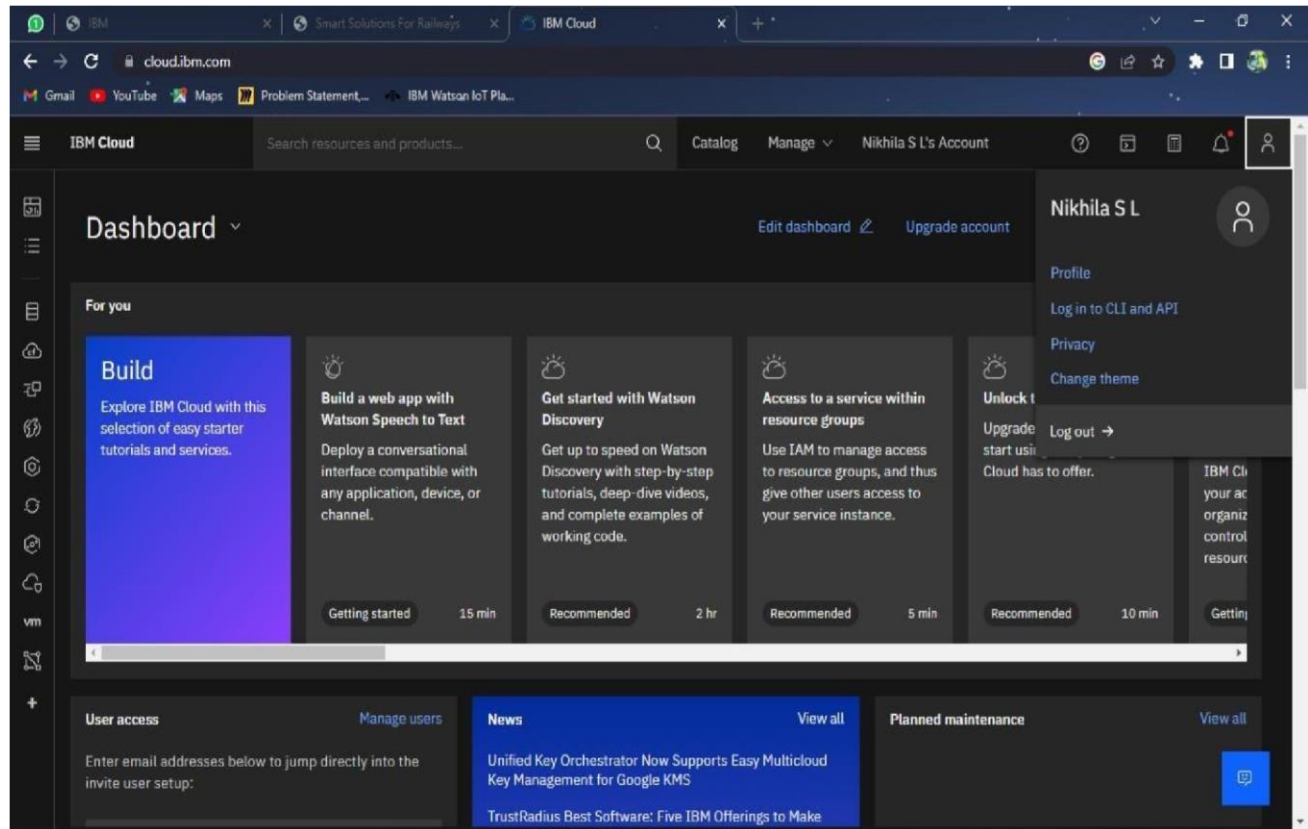 IBM
Smart Solutions For Railways
IBM Cloud
cloud.ibm.com
Gmail
YouTube
Maps
Problem Statement,...
IBM Watson IoT Pla...
IBM Cloud
Search resources and products...
Catalog
Manage
Nikhila S L's Account
Dashboard
Edit dashboard
Upgrade account
Nikhila S L
Profile
Log in to CLI and API
Privacy
Change theme
Log out →
For you
Build
Explore IBM Cloud with this
selection of easy starter
tutorials and services.
Build a web app with
Watson Speech to Text
Deploy a conversational
interface compatible with
any application, device, or
channel.
Getting started
15 min
Get started with Watson
Discovery
Get up to speed on Watson
Discovery with step-by-step
tutorials, deep-dive videos,
and complete examples of
working code.
Recommended
2 hr
Access to a service within
resource groups
Use IAM to manage access
to resource groups, and thus
give other users access to
your service instance.
Recommended
5 min
Unlock
Upgrade
start
Cloud has to offer.
Recommended
10 min
IBM
your
control
vm
User access
Manage users
Enter email addresses below to jump directly into the
invite user setup:
News
View all
Unified Key Orchestrator Now Supports Easy Multicloud
Key Management for Google KMS
TrustRadius Best Software: Five IBM Offerings to Make
Planned maintenance
View all